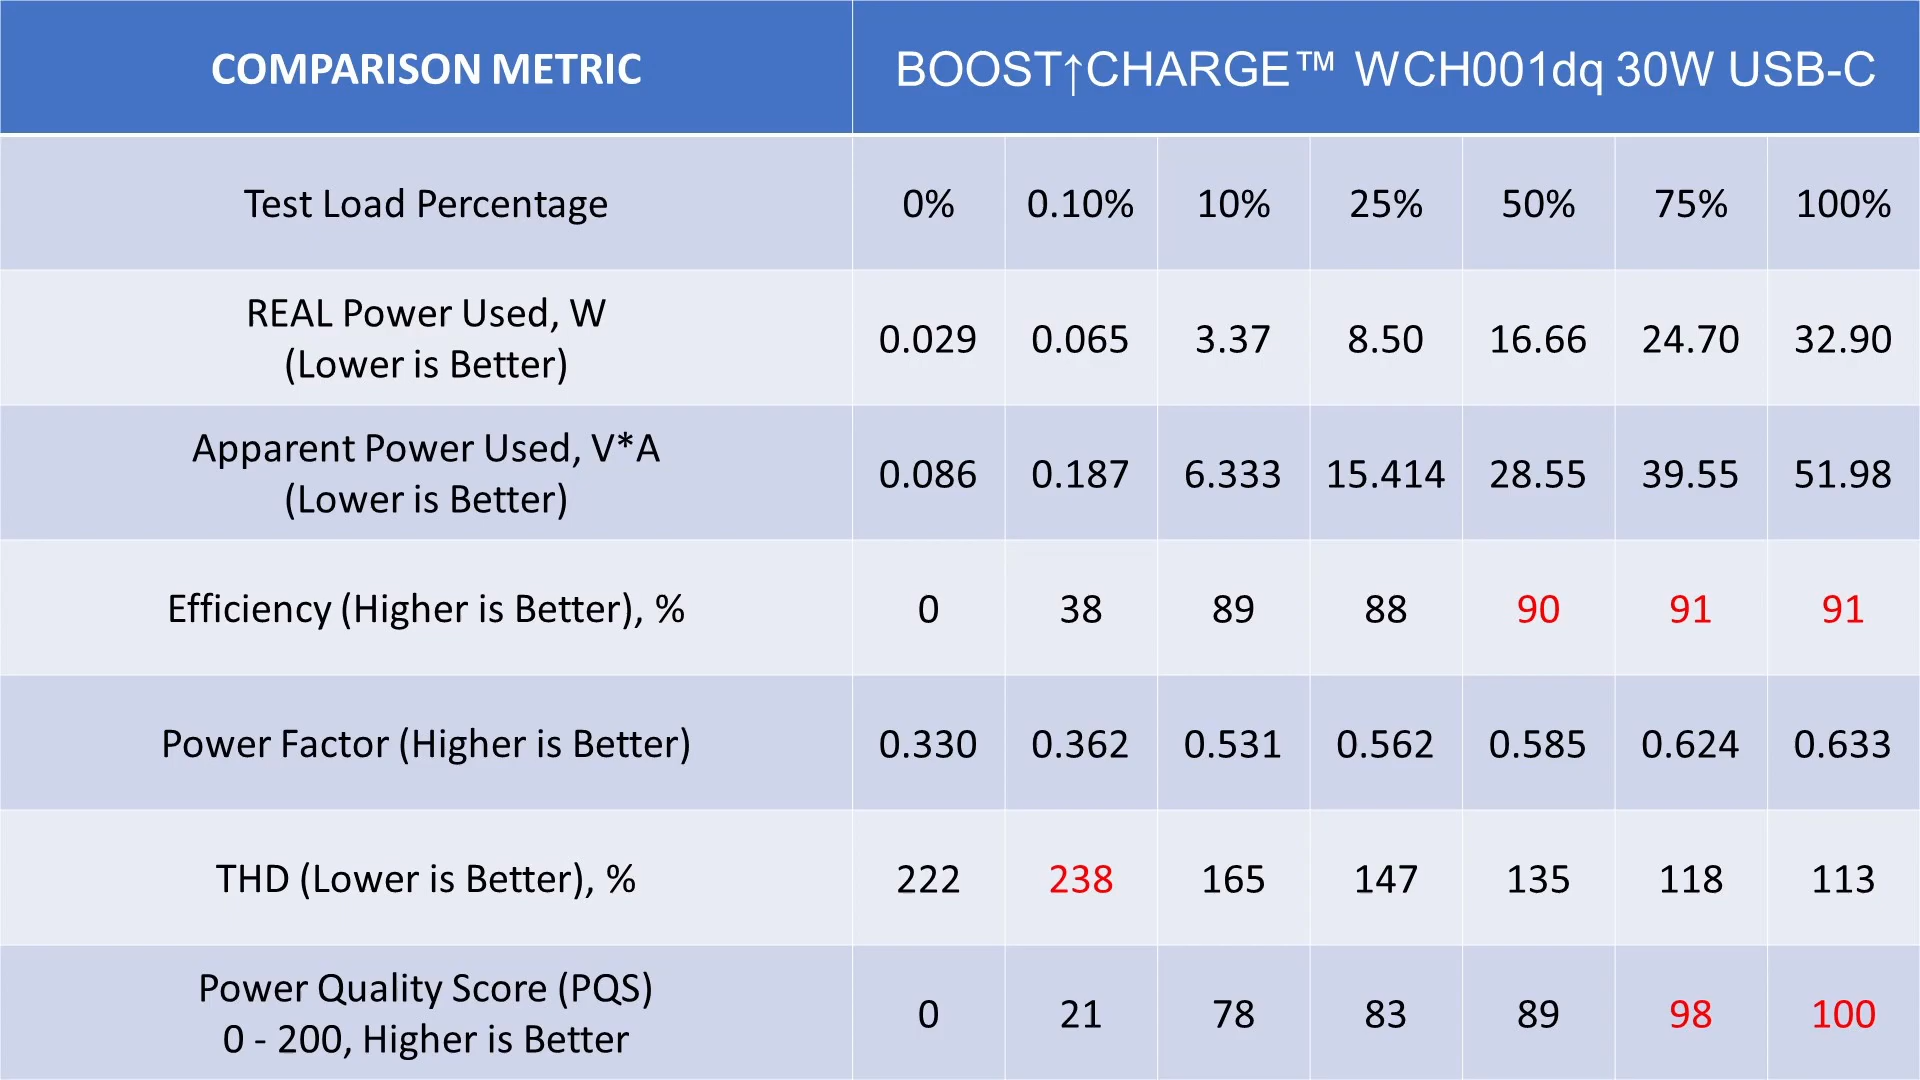 COMPARISON METRIC BOOST↑CHARGE™ WCH001dq 30W USB-C
Test Load Percentage 0% 0.10% 10% 25% 50% 75% 100%
REAL Power Used, W
(Lower is Better) 0.029 0.065 3.37 8.50 16.66 24.70 32.90
Apparent Power Used, V*A
(Lower is Better) 0.086 0.187 6.333 15.414 28.55 39.55 51.98
Efficiency (Higher is Better), % 0 38 89 88 90 91 91
Power Factor (Higher is Better) 0.330 0.362 0.531 0.562 0.585 0.624 0.633
THD (Lower is Better), % 222 238 165 147 135 118 113
Power Quality Score (PQS)
0 - 200, Higher is Better 0 21 78 83 89 98 100